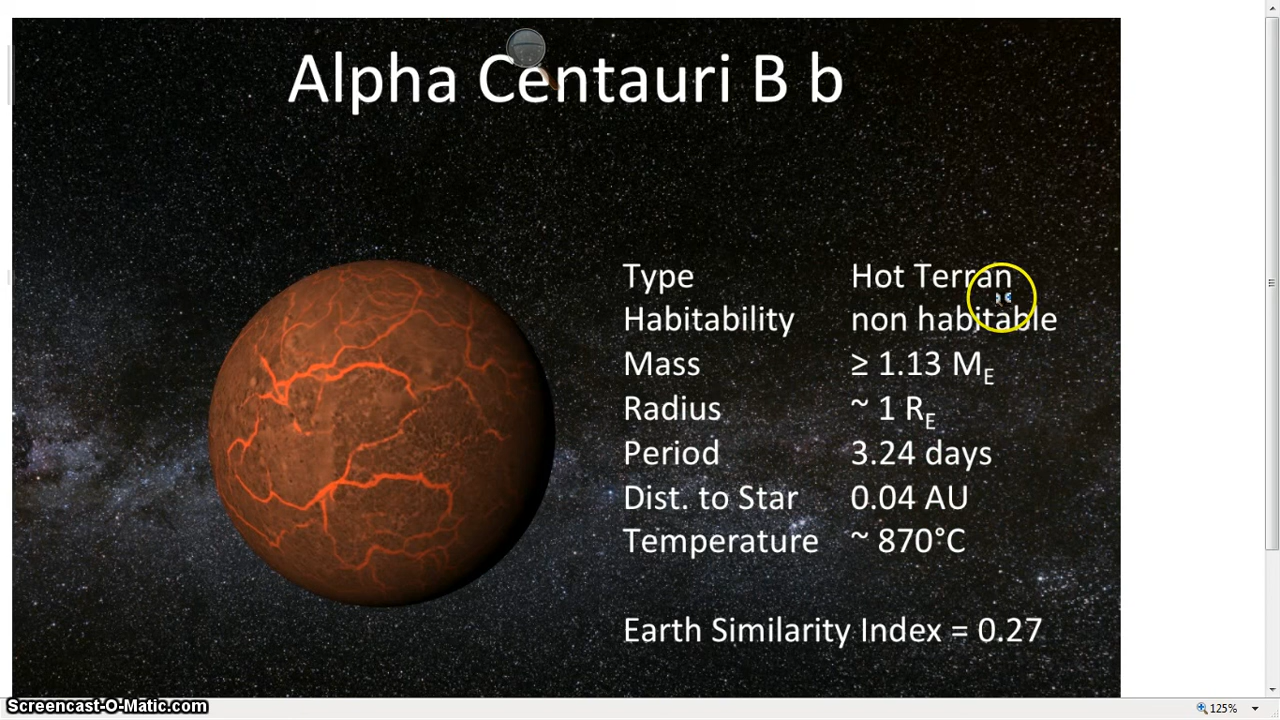 Alpha Centauri B b
Type Hot Terran
Habitability non habitable
Mass ≥ 1.13 ME
Radius ~ 1 RE
Period 3.24 days
Dist. to Star 0.04 AU
Temperature ~ 870°C
Earth Similarity Index = 0.27
Screencast-O-Matic.com
125%